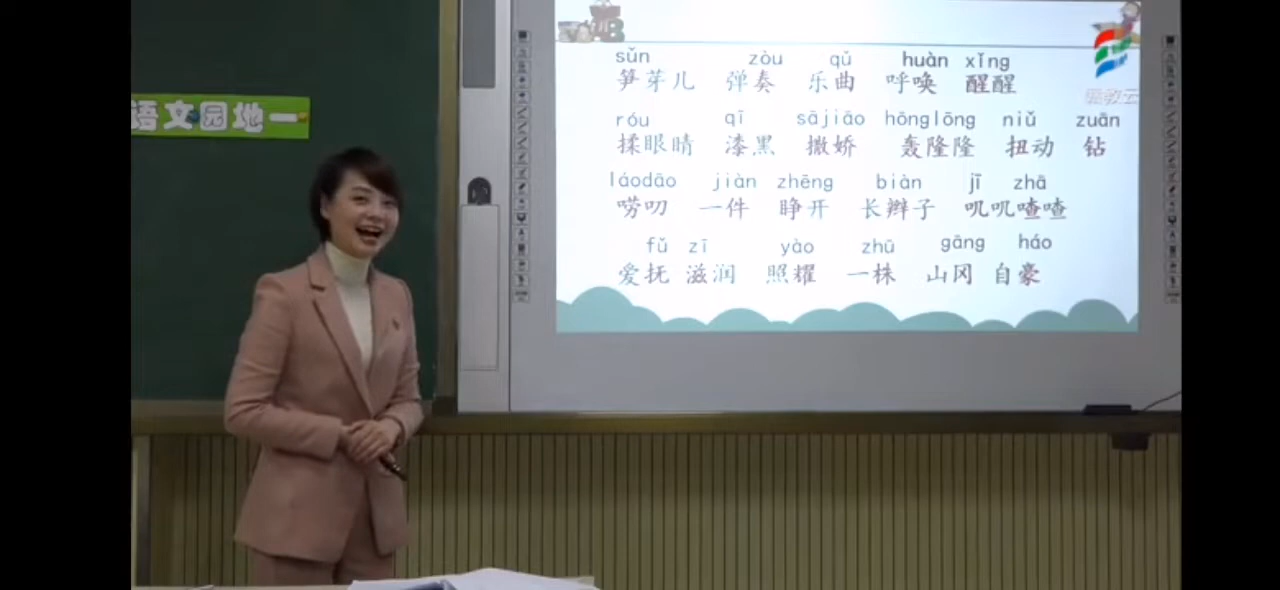 语文园地一
sǔn zòu qǔ huàn xǐng
笋芽儿 弹奏 乐曲 呼唤 醒醒
róu qī sājiāo hōnglōng niǔ zuān
揉眼睛 漆黑 撒娇 轰隆隆 扭动 钻
láodāo jiàn zhēng biàn jī zhā
唠叨 一件 睁开 长辫子 叽叽喳喳
fǔ zī yào zhū gāng háo
爱抚 滋润 照耀 一株 山冈 自豪